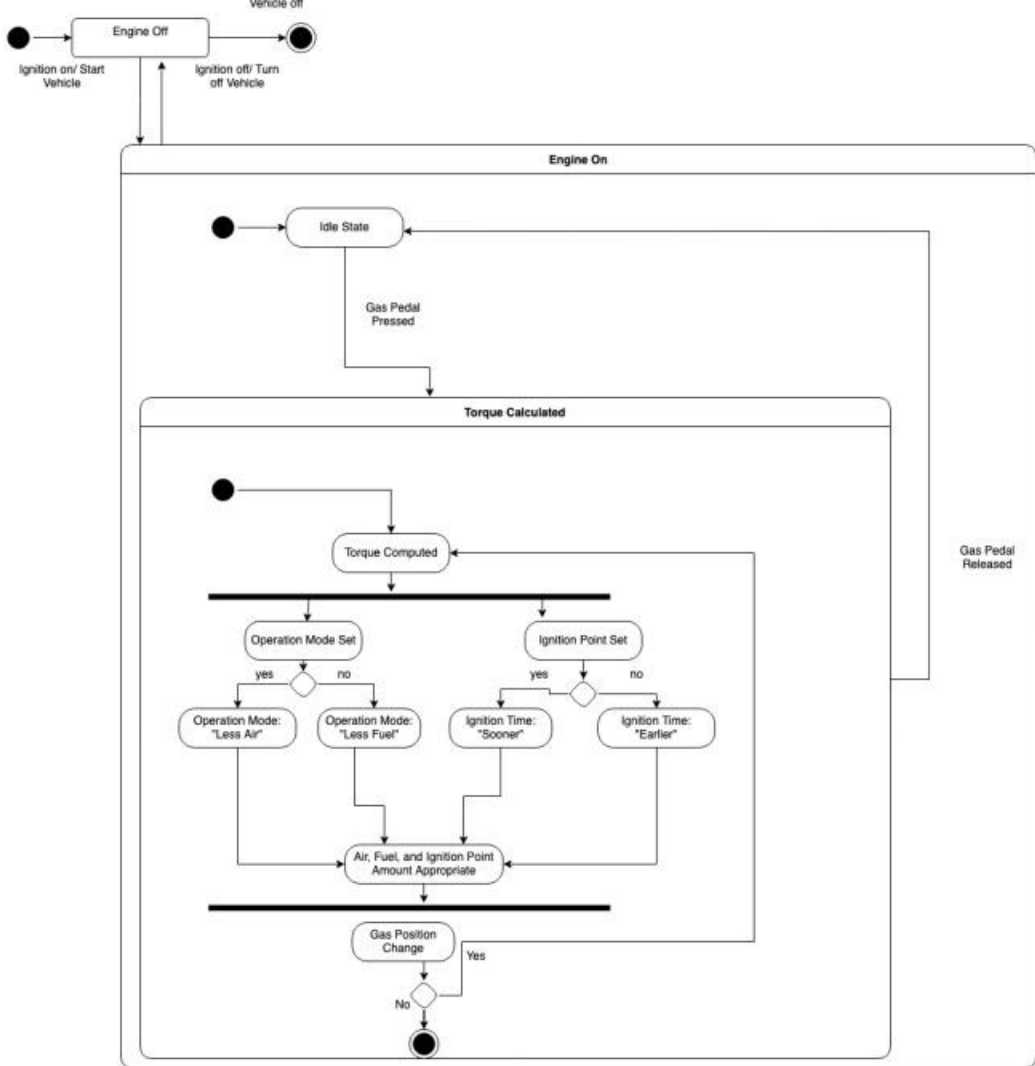 Vehicle off
Engine Off
Ignition on/ Start
Vehicle
Ignition off/ Turn
off Vehicle
Engine On
Idle State
Gas Pedal
Pressed
Torque Calculated
Torque Computed
Gas Pedal
Released
Operation Mode Set
Ignition Point Set
yes
no
yes
no
Operation Mode:
"Less Air"
Operation Mode:
"Less Fuel"
Ignition Time:
"Sooner"
Ignition Time:
"Earlier"
Air, Fuel, and Ignition Point
Amount Appropriate
Gas Position
Change
Yes
No